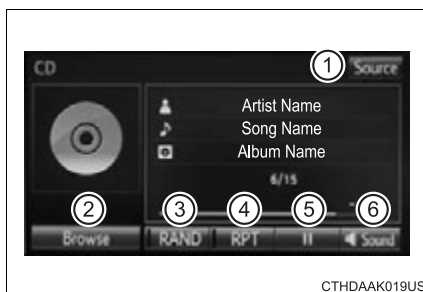 CD
1 Source
Artist Name
Song Name
Album Name
6/15
2 3 4 5 6
Browse RAND RPT Sound
CTHDAAK019US